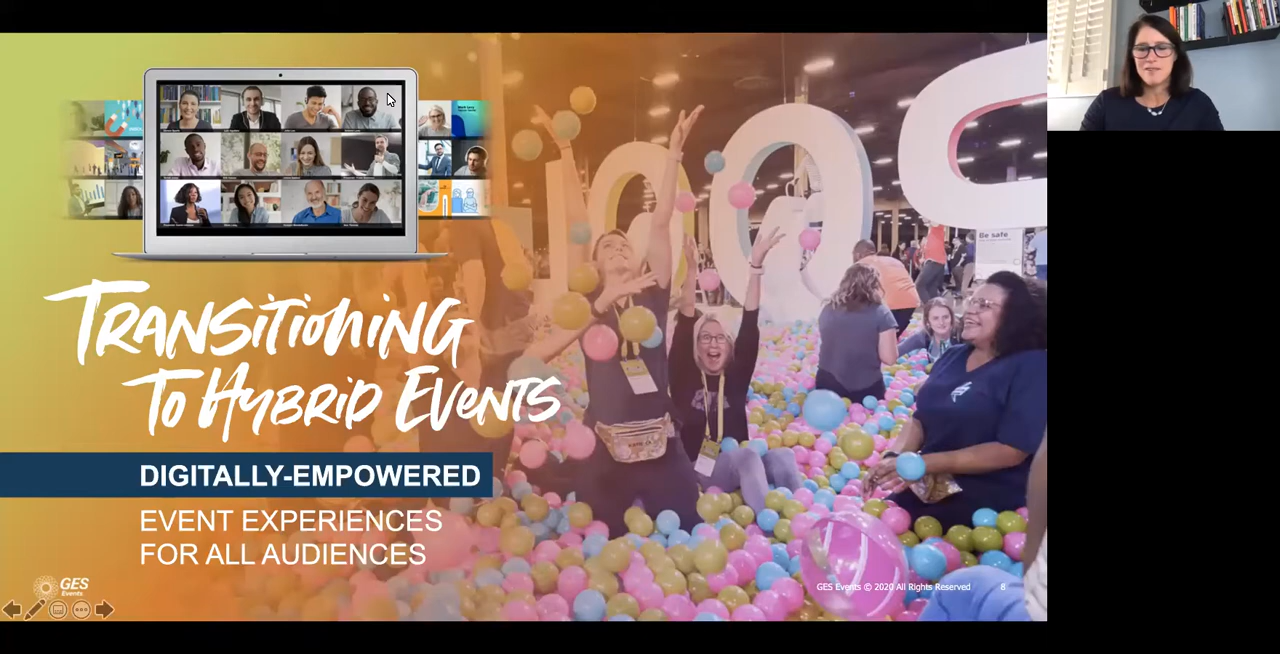 TRANSITIONING
TO HYBRID EVENTS
DIGITALLY-EMPOWERED
EVENT EXPERIENCES
FOR ALL AUDIENCES
Be safe
GES
Events
GES Events © 2020 All Rights Reserved
8